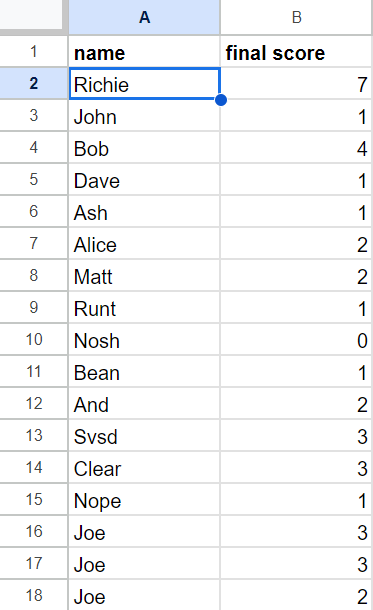 A B
1 name final score
2 Richie 7
3 John 1
4 Bob 4
5 Dave 1
6 Ash 1
7 Alice 2
8 Matt 2
9 Runt 1
10 Nosh 0
11 Bean 1
12 And 2
13 Svsd 3
14 Clear 3
15 Nope 1
16 Joe 3
17 Joe 3
18 Joe 2